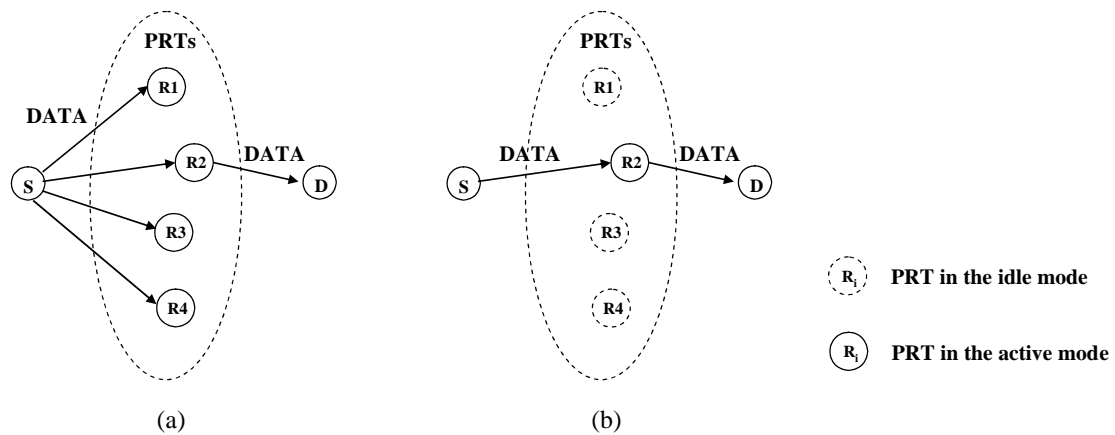 PRTs
R1
DATA
R2
DATA
S
D
R3
R4
(a)
PRTs
R1
DATA
R2
DATA
S
D
R3
R4
(b)
Ri PRT in the idle mode
Ri PRT in the active mode